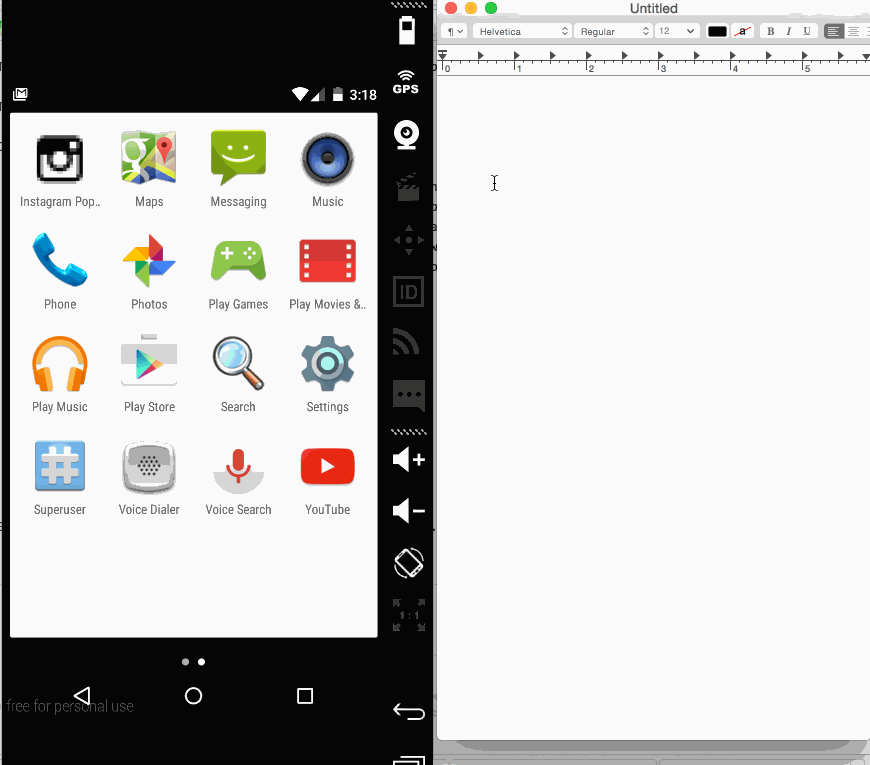 Untitled
¶
Helvetica
Regular
12
a
B I U
0 1 2 3 4 5
GPS
3:18
Instagram Pop.. Maps Messaging Music
Phone Photos Play Games Play Movies &..
Play Music Play Store Search Settings
Superuser Voice Dialer Voice Search YouTube
ID
1:1
free for personal use